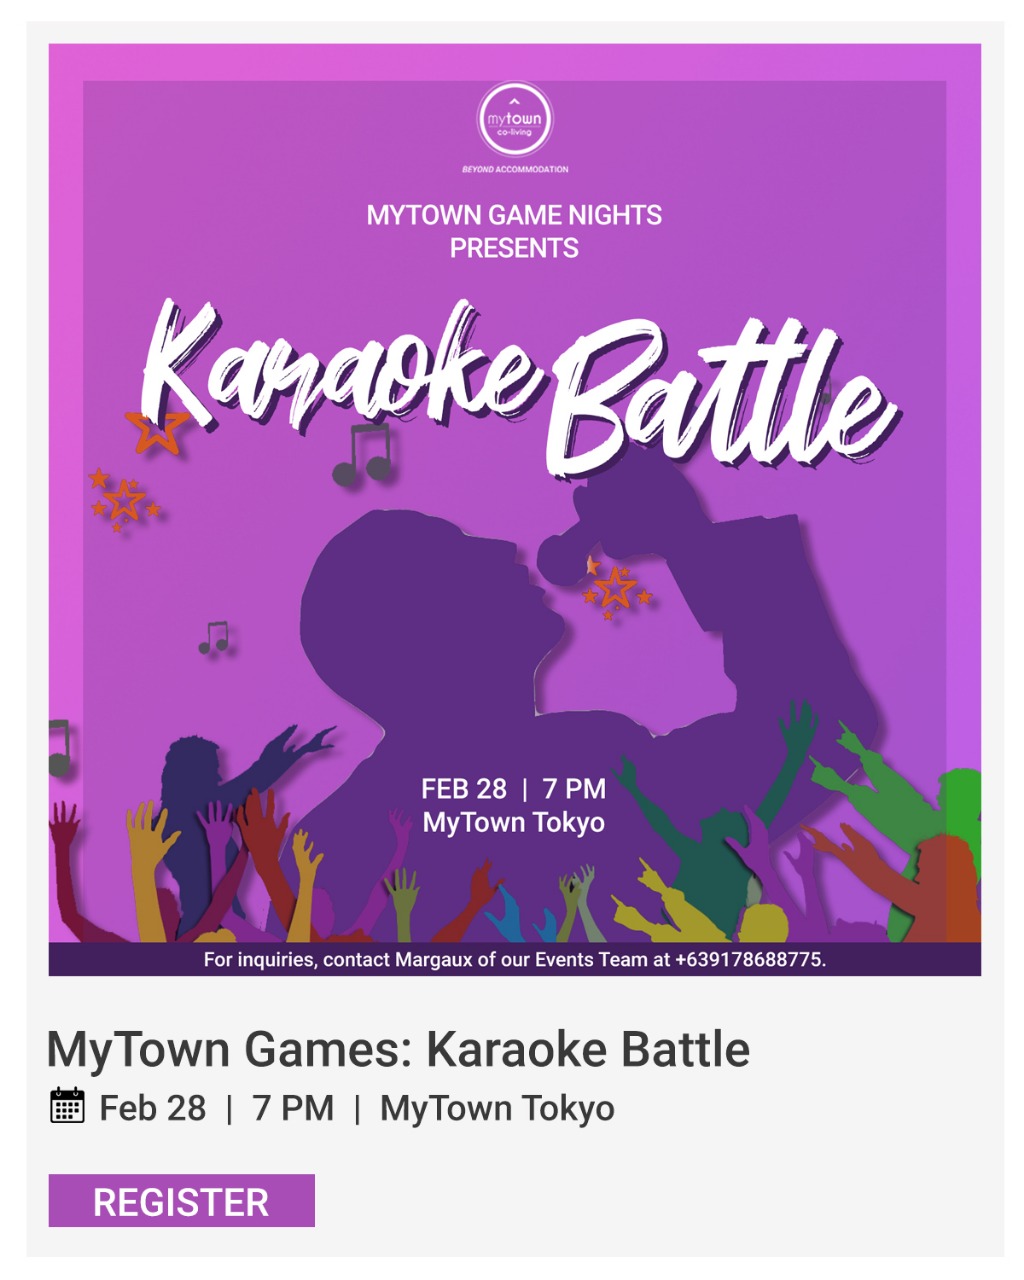 mytown
co-living
BEYOND ACCOMMODATION
MYTOWN GAME NIGHTS
PRESENTS
Karaoke Battle
FEB 28 | 7 PM
MyTown Tokyo
For inquiries, contact Margaux of our Events Team at +639178688775.
MyTown Games: Karaoke Battle
Feb 28 | 7 PM | MyTown Tokyo
REGISTER